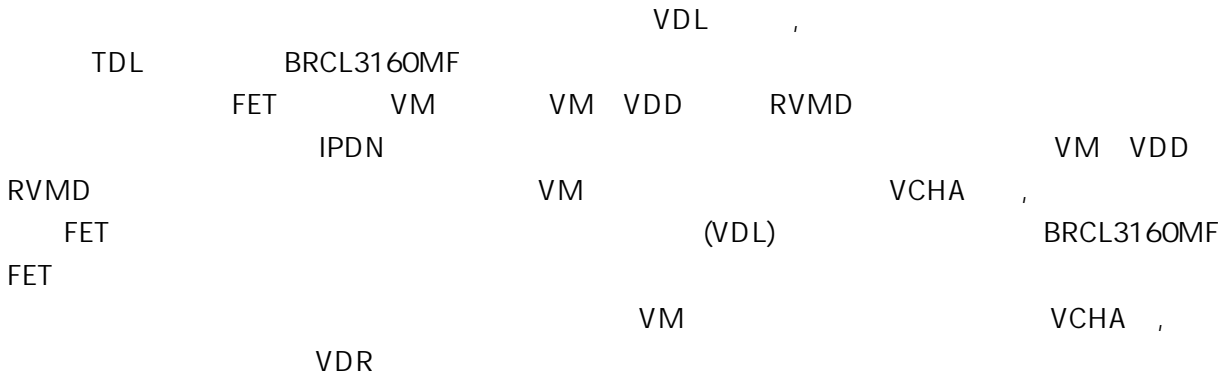 VDL ,
TDL BRCL3160MF
FET VM VM VDD RVMD
IPDN VM VDD
RVMD VM VCHA ,
FET (VDL) BRCL3160MF
FET
VM VCHA ,
VDR